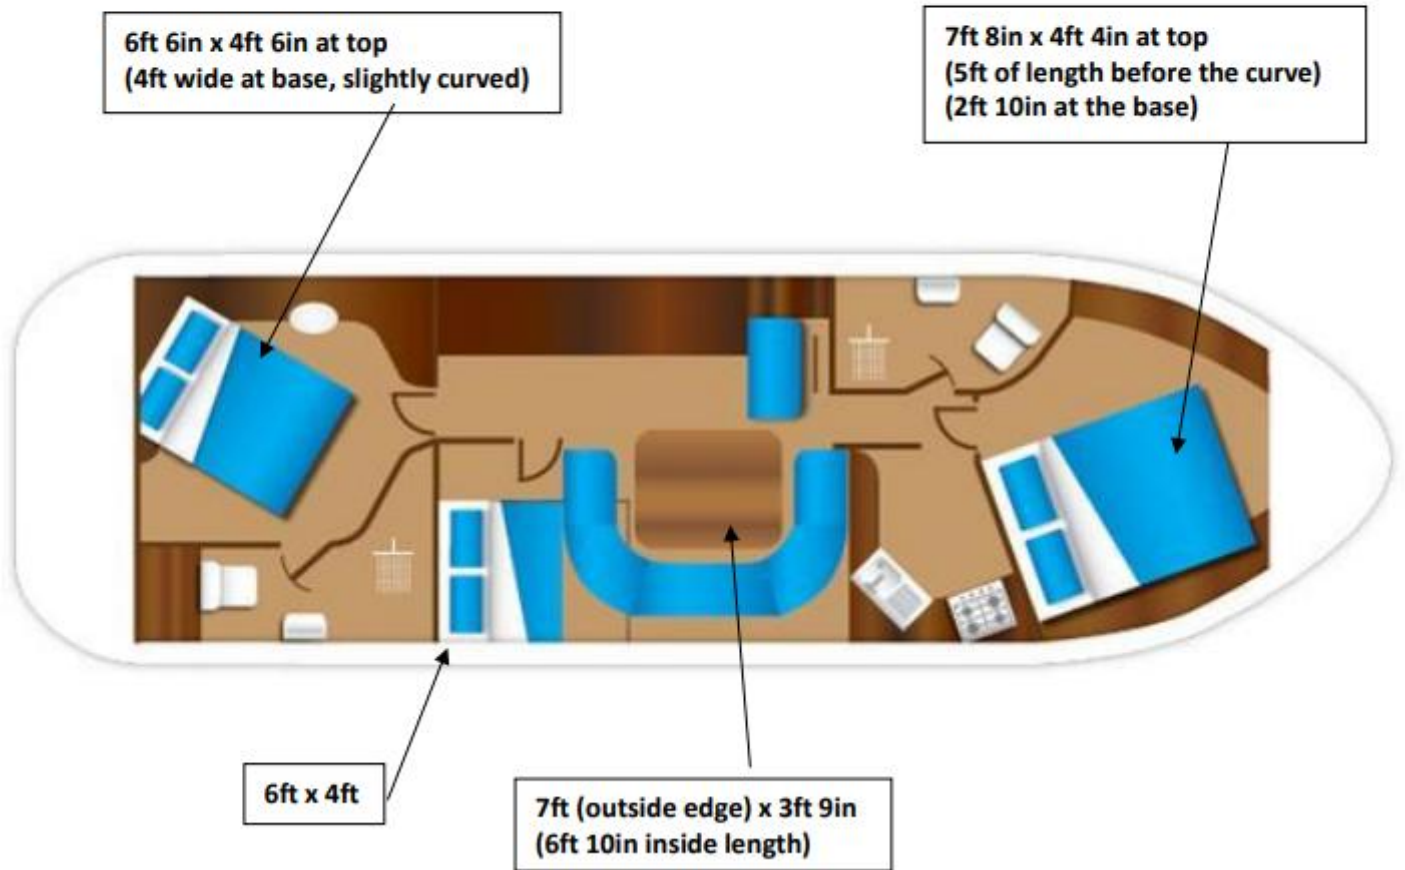 6ft 6in x 4ft 6in at top
(4ft wide at base, slightly curved)
7ft 8in x 4ft 4in at top
(5ft of length before the curve)
(2ft 10in at the base)
6ft x 4ft
7ft (outside edge) x 3ft 9in
(6ft 10in inside length)